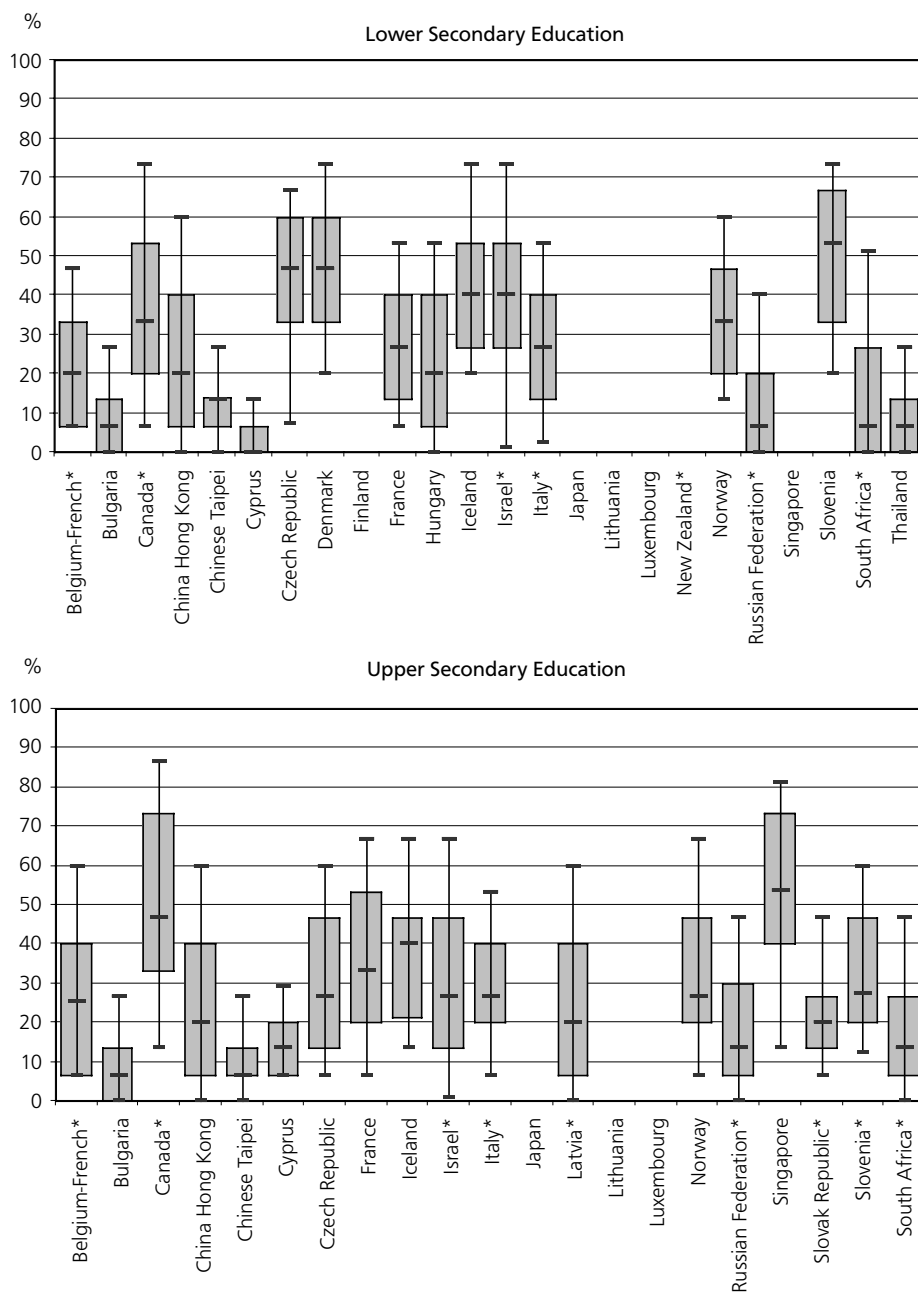 %
Lower Secondary Education
100
90
80
70
60
50
40
30
20
10
0
Belgium-French*
Bulgaria
Canada*
China Hong Kong
Chinese Taipei
Cyprus
Czech Republic
Denmark
Finland
France
Hungary
Iceland
Israel*
Italy*
Japan
Lithuania
Luxembourg
New Zealand*
Norway
Russian Federation*
Singapore
Slovenia
South Africa*
Thailand
%
Upper Secondary Education
100
90
80
70
60
50
40
30
20
10
0
Belgium-French*
Bulgaria
Canada*
China Hong Kong
Chinese Taipei
Cyprus
Czech Republic
France
Iceland
Israel*
Italy*
Japan
Latvia*
Lithuania
Luxembourg
Norway
Russian Federation*
Singapore
Slovak Republic*
Slovenia*
South Africa*